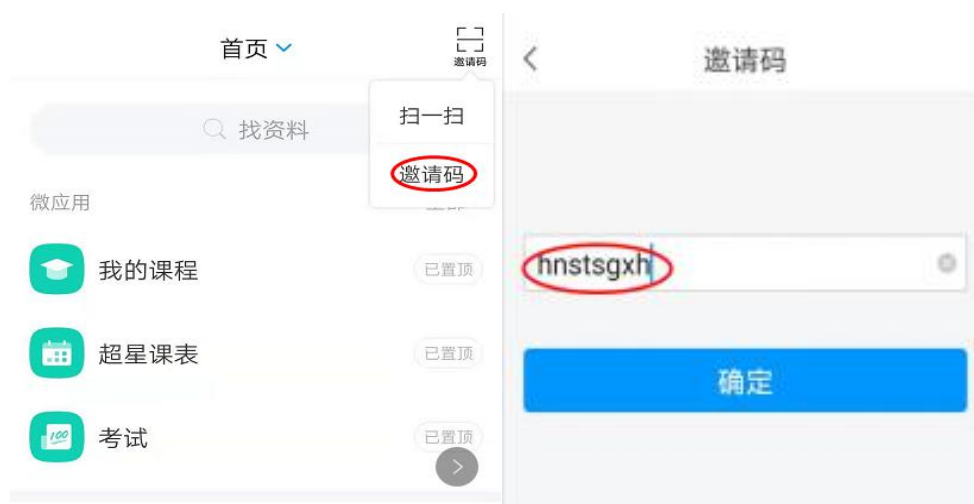 首页
邀请码
扫一扫
找资料
邀请码
微应用
我的课程
已置顶
超星课表
已置顶
100
考试
已置顶
邀请码
hnstsgxh
确定